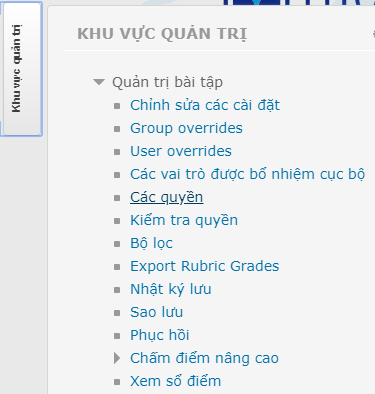 Khu vực quản trị
KHU VỰC QUẢN TRỊ
Quản trị bài tập
Chỉnh sửa các cài đặt
Group overrides
User overrides
Các vai trò được bổ nhiệm cục bộ
Các quyền
Kiểm tra quyền
Bộ lọc
Export Rubric Grades
Nhật ký lưu
Sao lưu
Phục hồi
Chấm điểm nâng cao
Xem sổ điểm